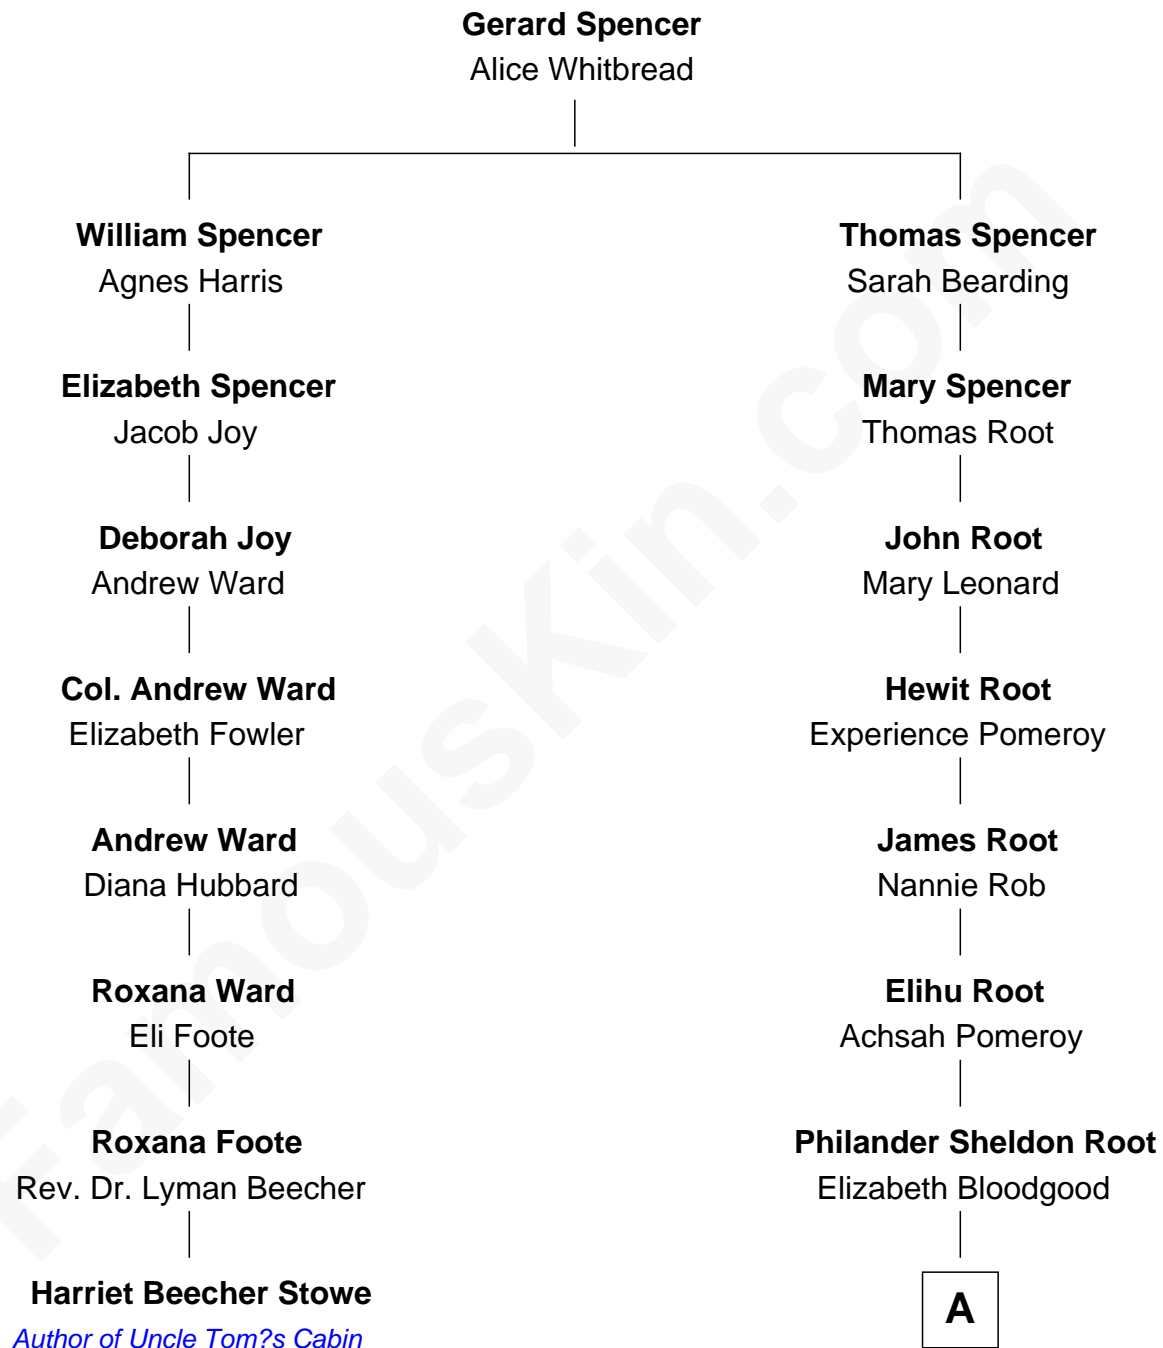 Gerard Spencer
Alice Whitbread
William Spencer
Agnes Harris
Thomas Spencer
Sarah Bearding
Elizabeth Spencer
Jacob Joy
Mary Spencer
Thomas Root
Deborah Joy
Andrew Ward
John Root
Mary Leonard
Col. Andrew Ward
Elizabeth Fowler
Hewit Root
Experience Pomeroy
Andrew Ward
Diana Hubbard
James Root
Nannie Rob
Roxana Ward
Eli Foote
Elihu Root
Achsah Pomeroy
Roxana Foote
Rev. Dr. Lyman Beecher
Philander Sheldon Root
Elizabeth Bloodgood
Harriet Beecher Stowe
Author of Uncle Tom?s Cabin
A
FamousKin.com